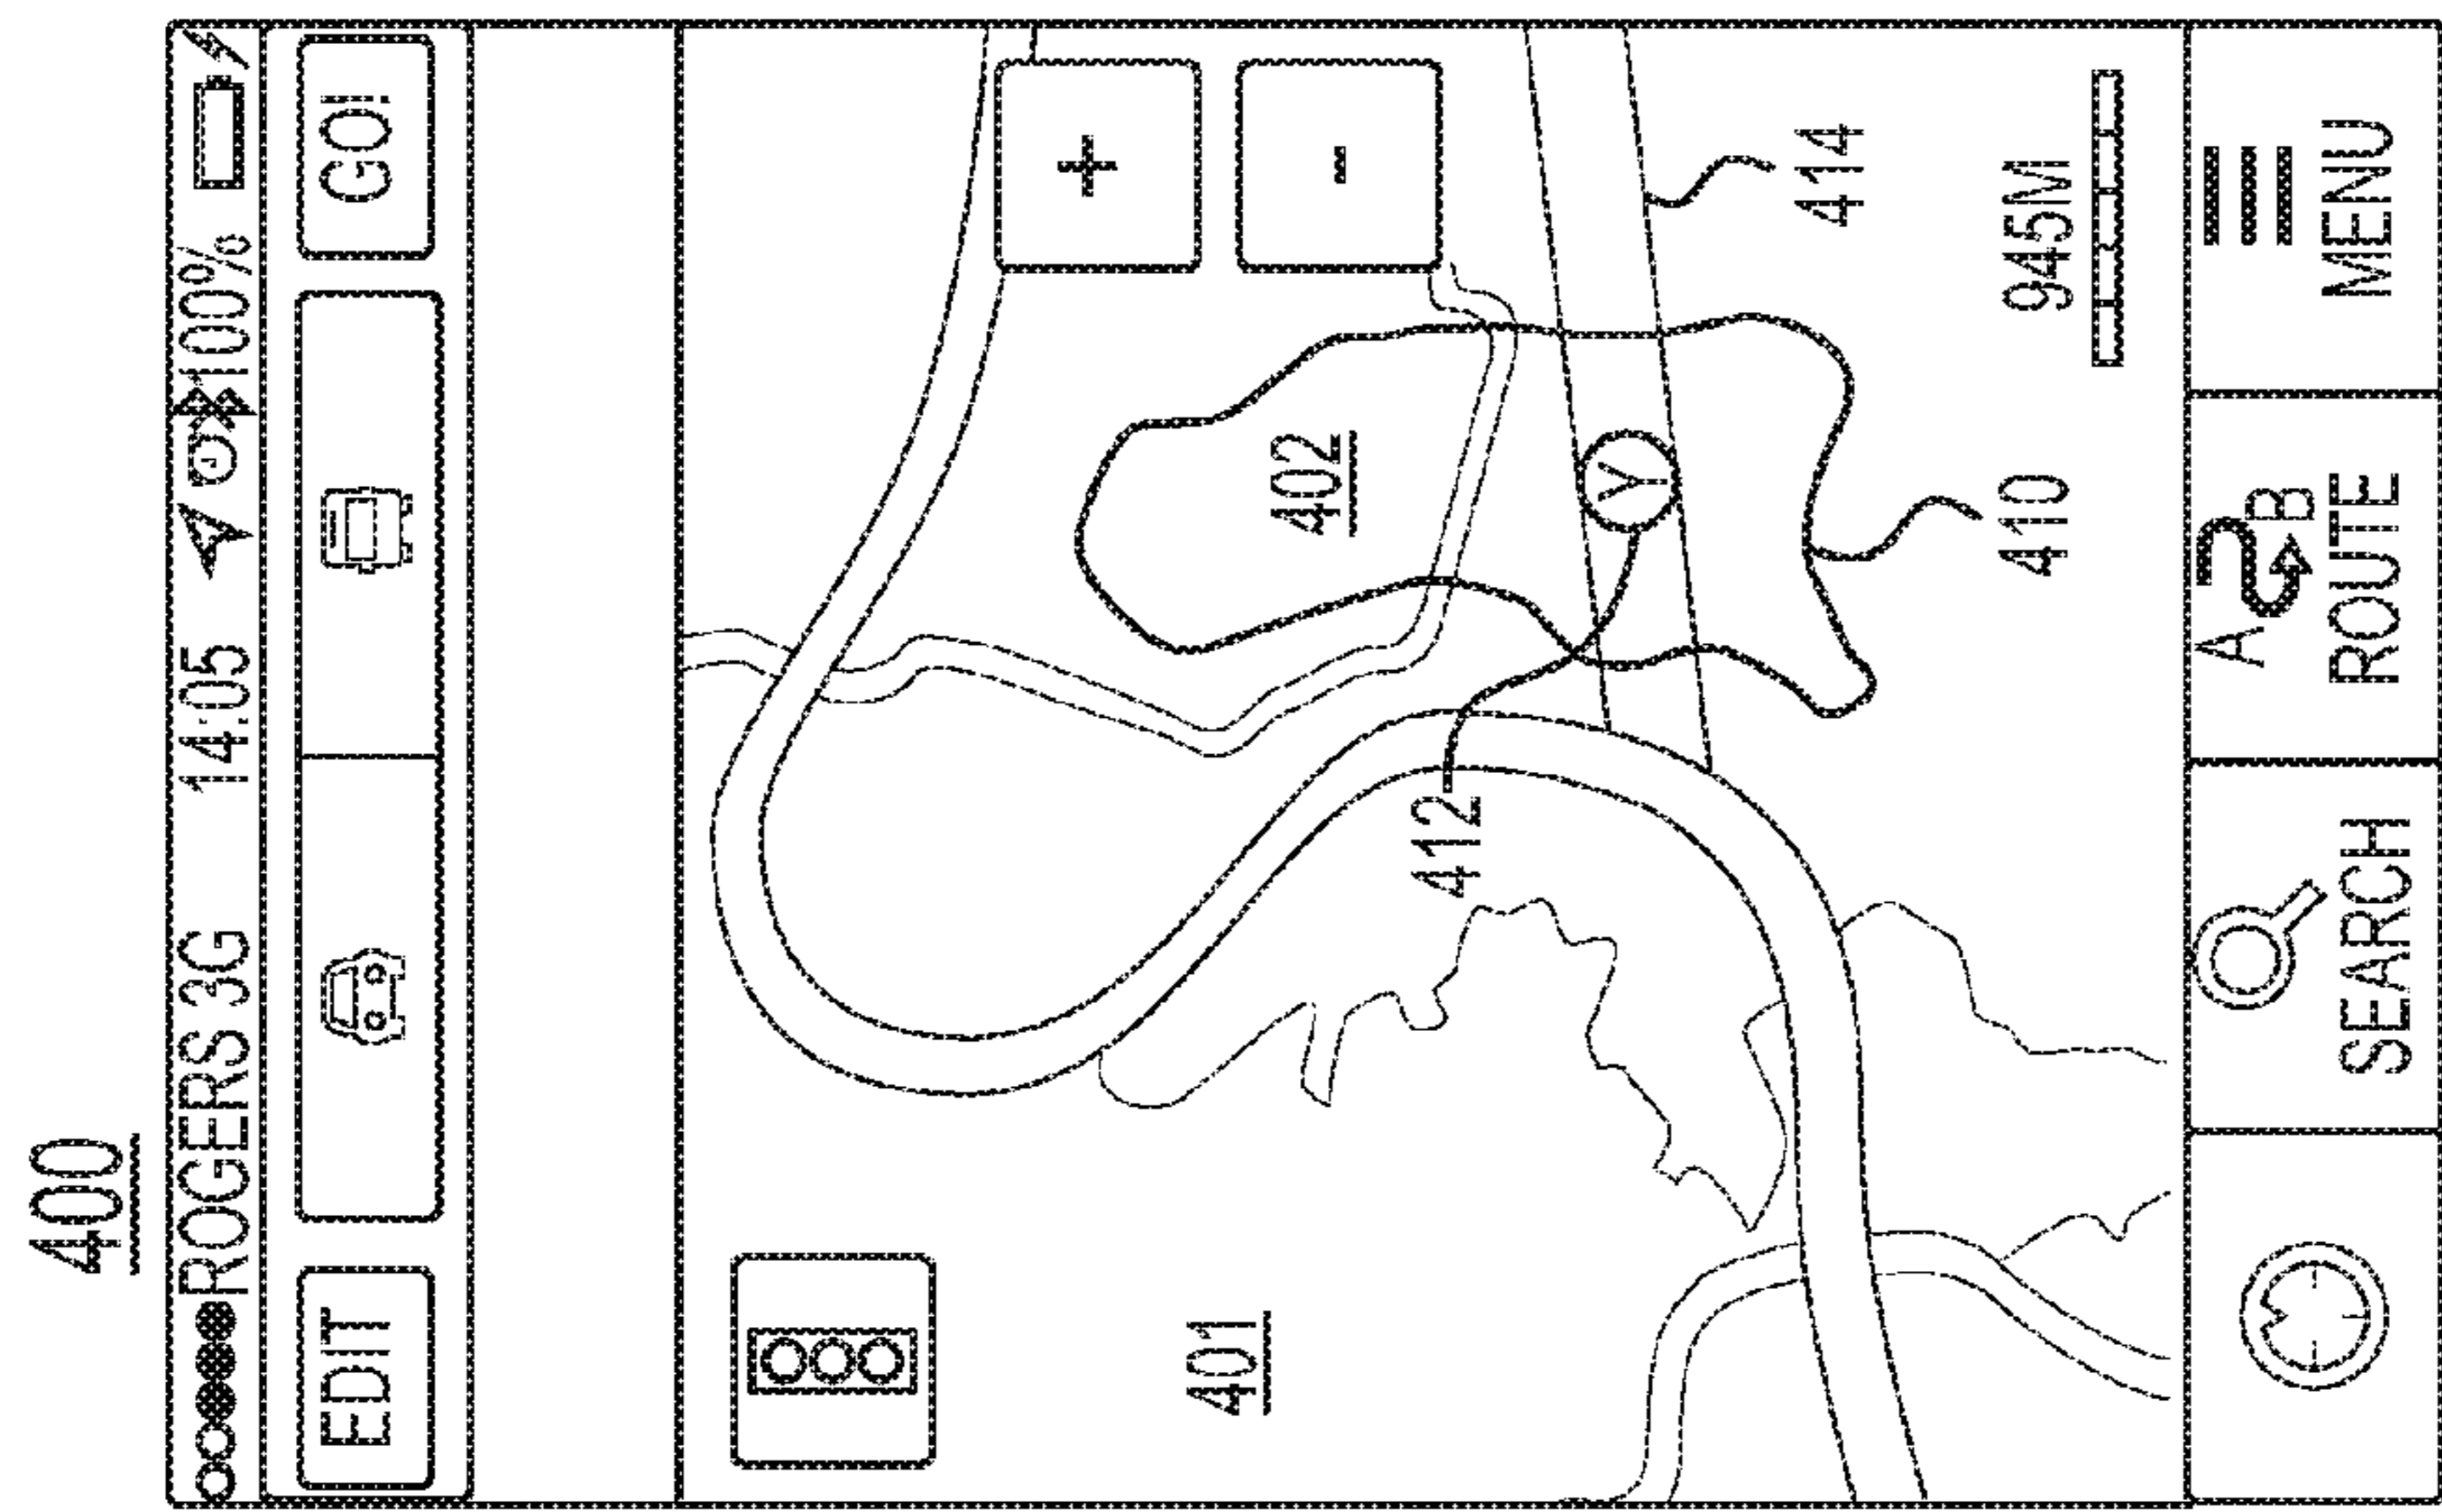 400
ROGERS 3G 14:05 100%
EDIT GO!
+
402
-
401
412
Y
414
410
945M
A B
SEARCH ROUTE MENU